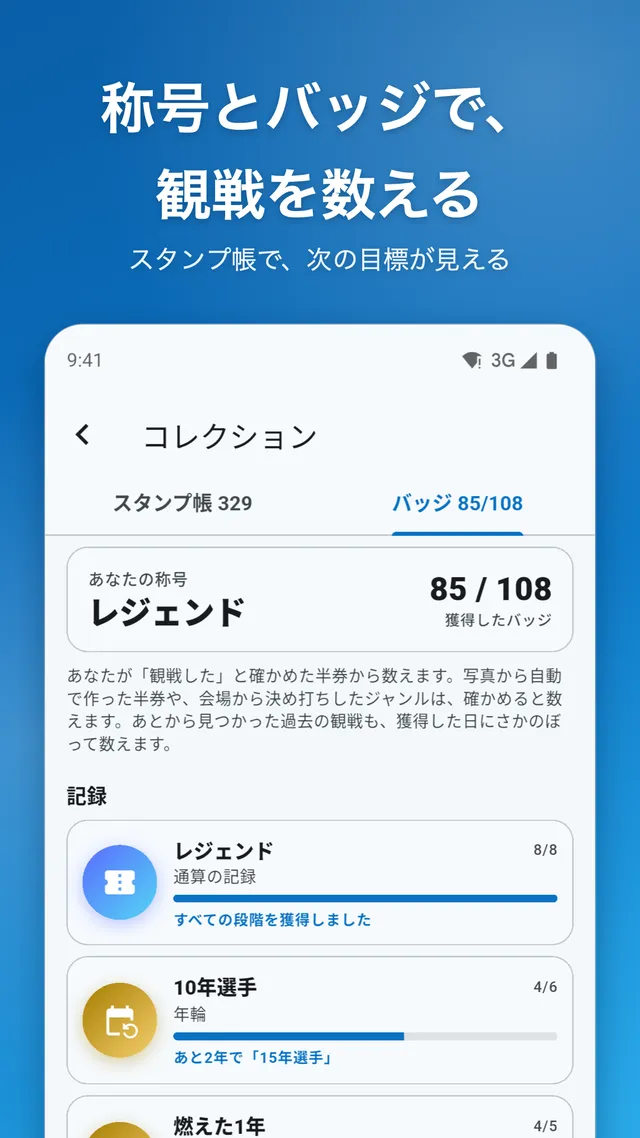 称号とバッジで、
観戦を数える
スタンプ帳で、次の目標が見える
9:41
3G
コレクション
スタンプ帳 329
バッジ 85/108
あなたの称号
レジェンド
85 / 108
獲得したバッジ
あなたが「観戦した」と確かめた半券から数えます。写真から自動
で作った半券や、会場から決め打ちしたジャンルは、確かめると数
えます。あとから見つかった過去の観戦も、獲得した日にさかのぼ
って数えます。
記録
レジェンド
8/8
通算の記録
すべての段階を獲得しました
10年選手
4/6
年輪
あと2年で「15年選手」
燃えた1年
4/5